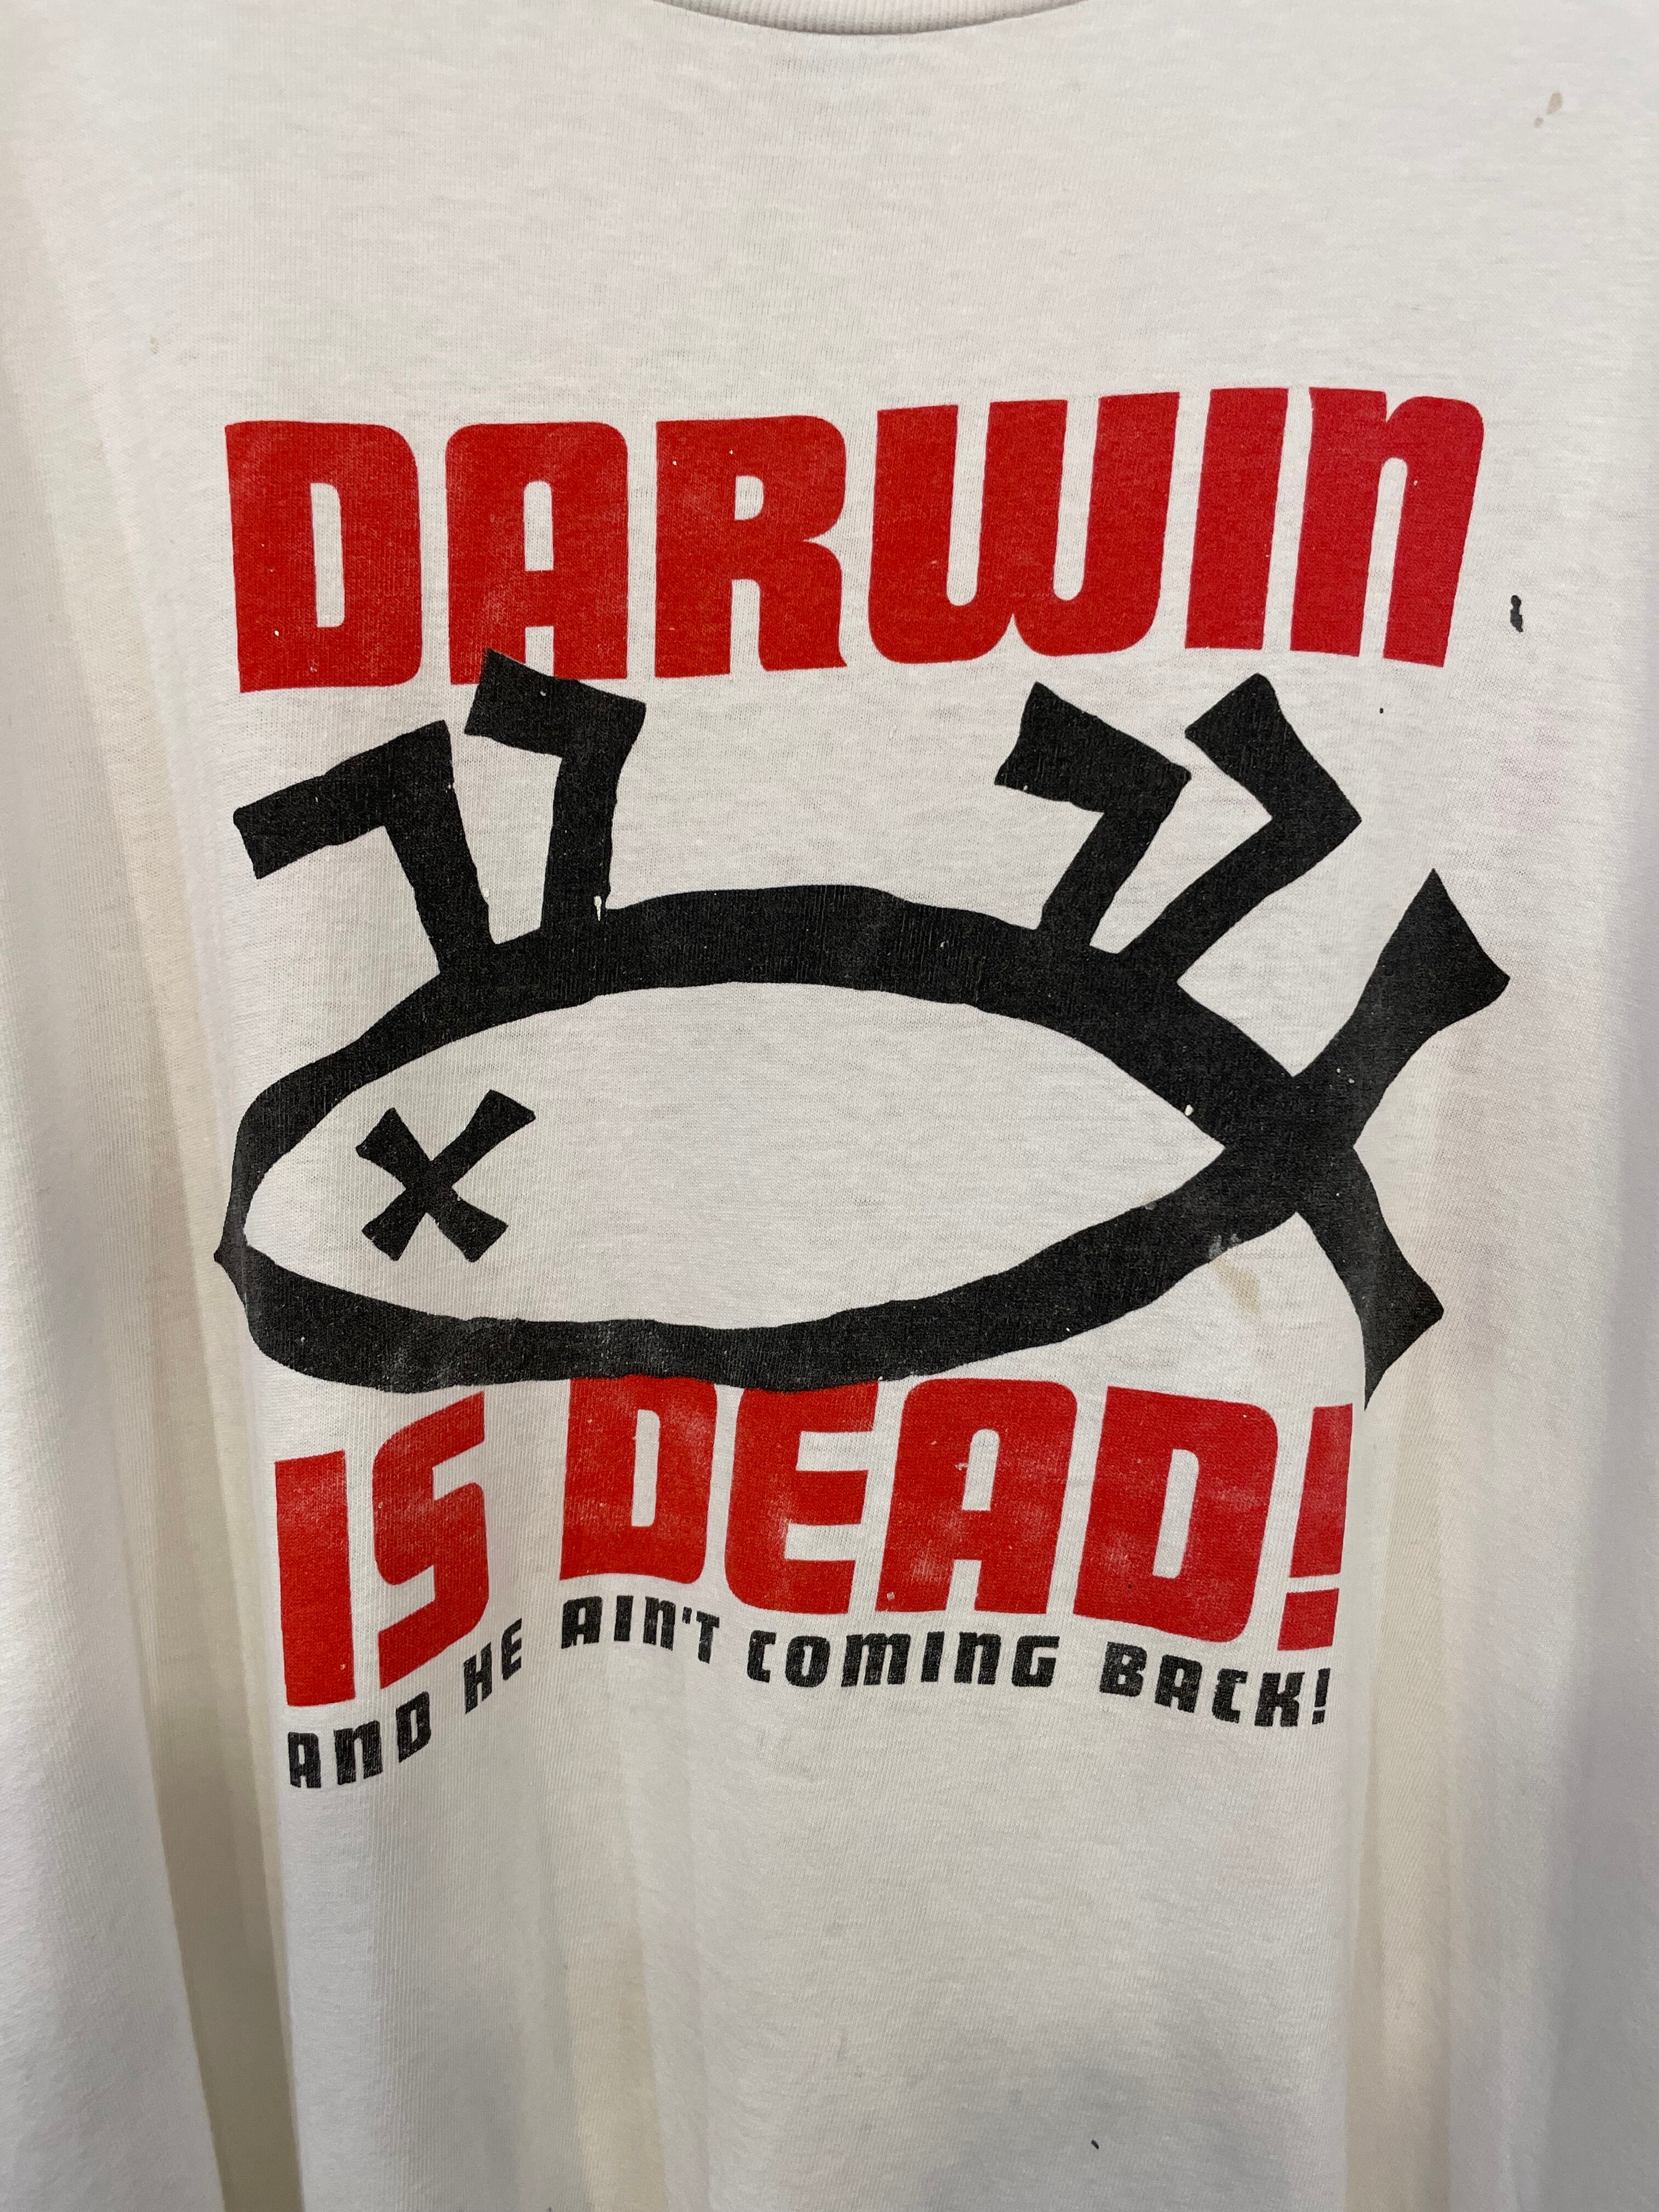 DARWIN
IS DEAD!
AND HE AIN'T COMING BACK!